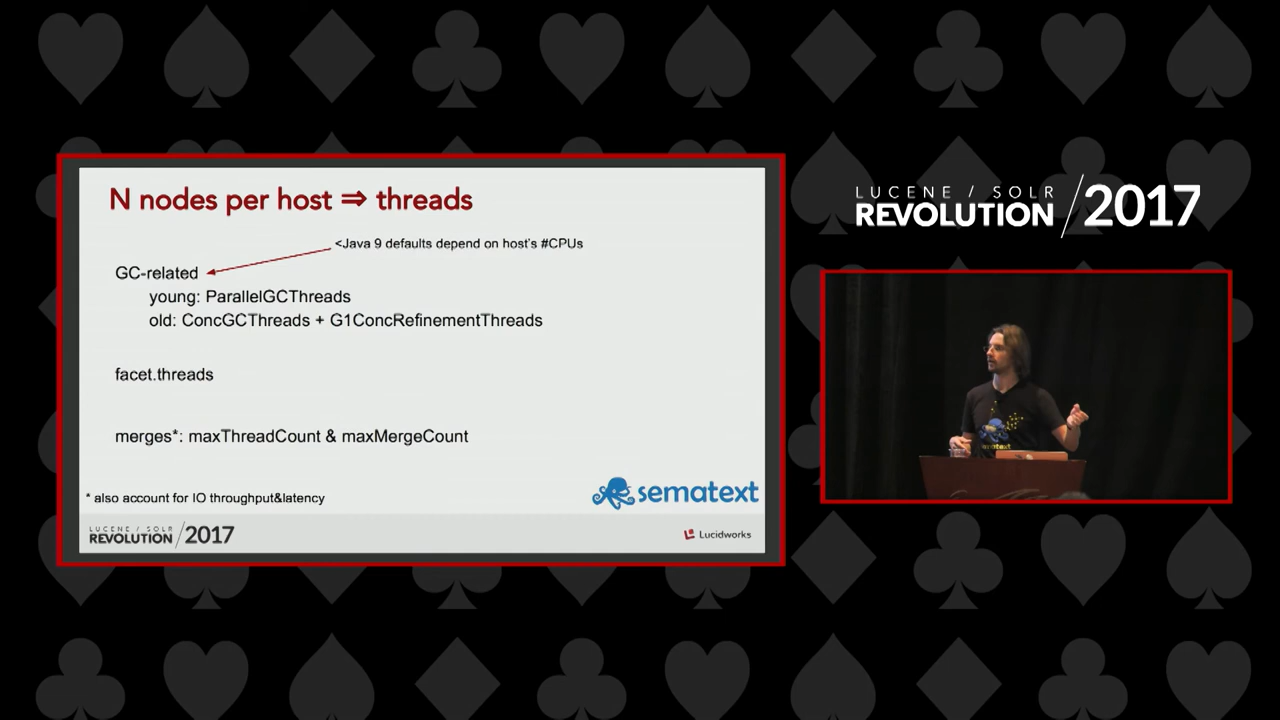 N nodes per host ⇒ threads
<Java 9 defaults depend on host's #CPUs
GC-related
young: ParallelGCThreads
old: ConcGCThreads + G1ConcRefinementThreads
facet.threads
merges*: maxThreadCount & maxMergeCount
* also account for IO throughput&latency
sematext
LUCENE / SOLR
REVOLUTION /2017
Lucidworks
LUCENE / SOLR
REVOLUTION /2017